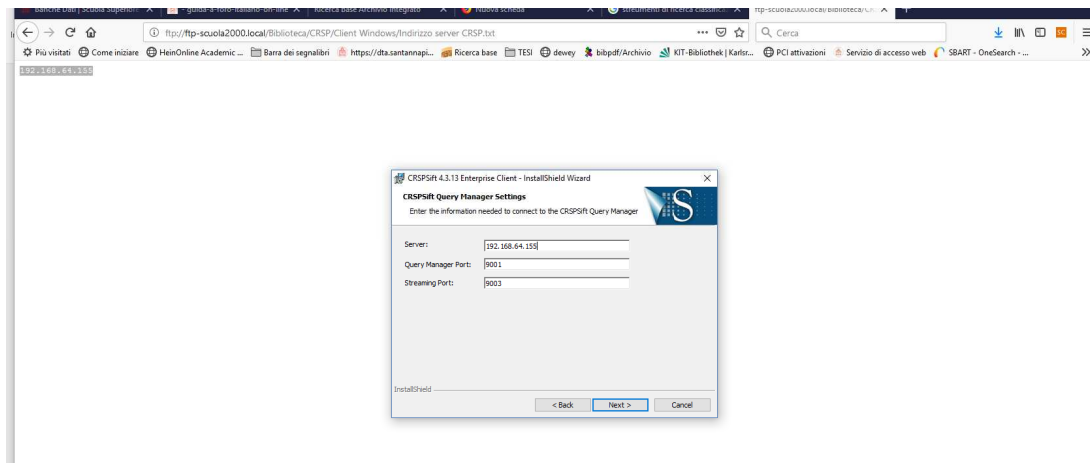 Banche Dati | Scuola Superior
- guida-a-foro-italiano-on-line
Ricerca Base Archivio Integrato
Nuova scheda
strumenti di ricerca classific
ftp-scuola2000.local/Biblioteca/C
ftp://ftp-scuola2000.local/Biblioteca/CRSP/Client Windows/Indirizzo server CRSP.txt
Cerca
Più visitati Come iniziare HeinOnline Academic ... Barra dei segnalibri https://dta.santannapi... Ricerca base TESI dewey bibpdf/Archivio KIT-Bibliothek | Karlsr... PCI attivazioni Servizio di accesso web SBART - OneSearch - ...
192.168.64.155
CRSPSift 4.3.13 Enterprise Client - InstallShield Wizard
CRSPSift Query Manager Settings
Enter the information needed to connect to the CRSPSift Query Manager
Server: 192.168.64.155
Query Manager Port: 9001
Streaming Port: 9003
InstallShield
< Back Next > Cancel